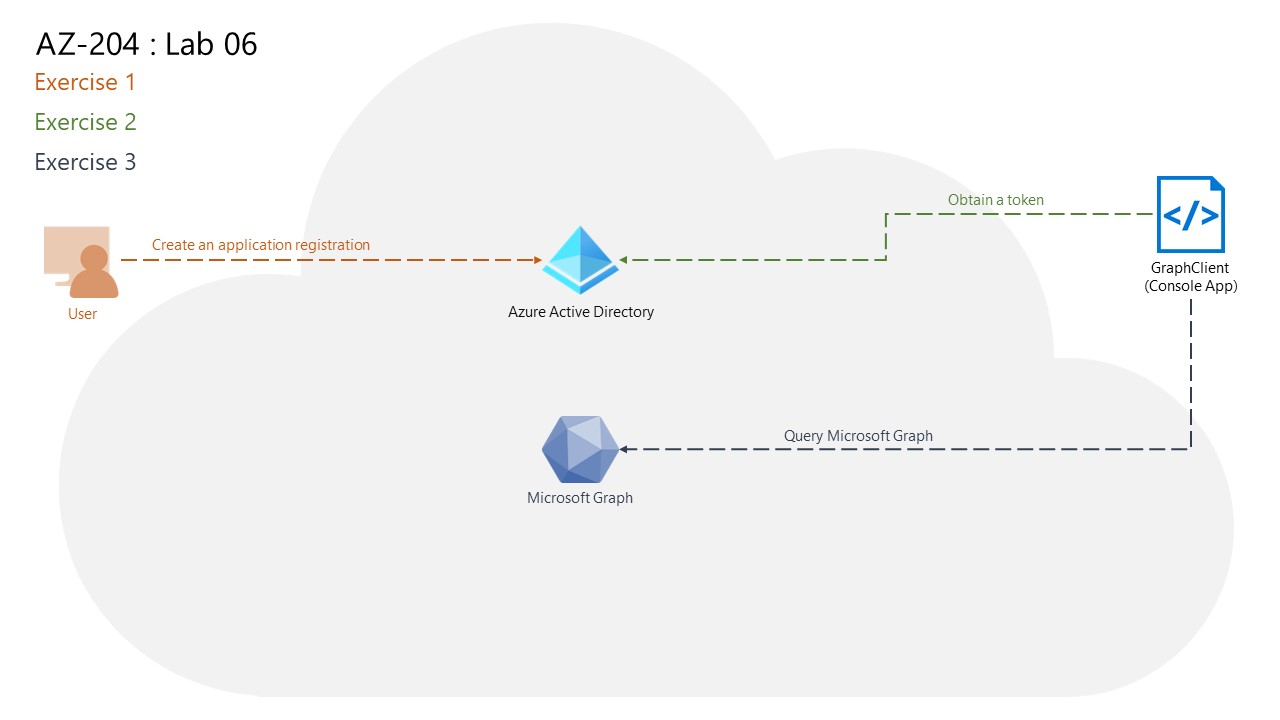 AZ-204 : Lab 06
Exercise 1
Exercise 2
Exercise 3
Obtain a token
Create an application registration
GraphClient
(Console App)
User
Azure Active Directory
Query Microsoft Graph
Microsoft Graph